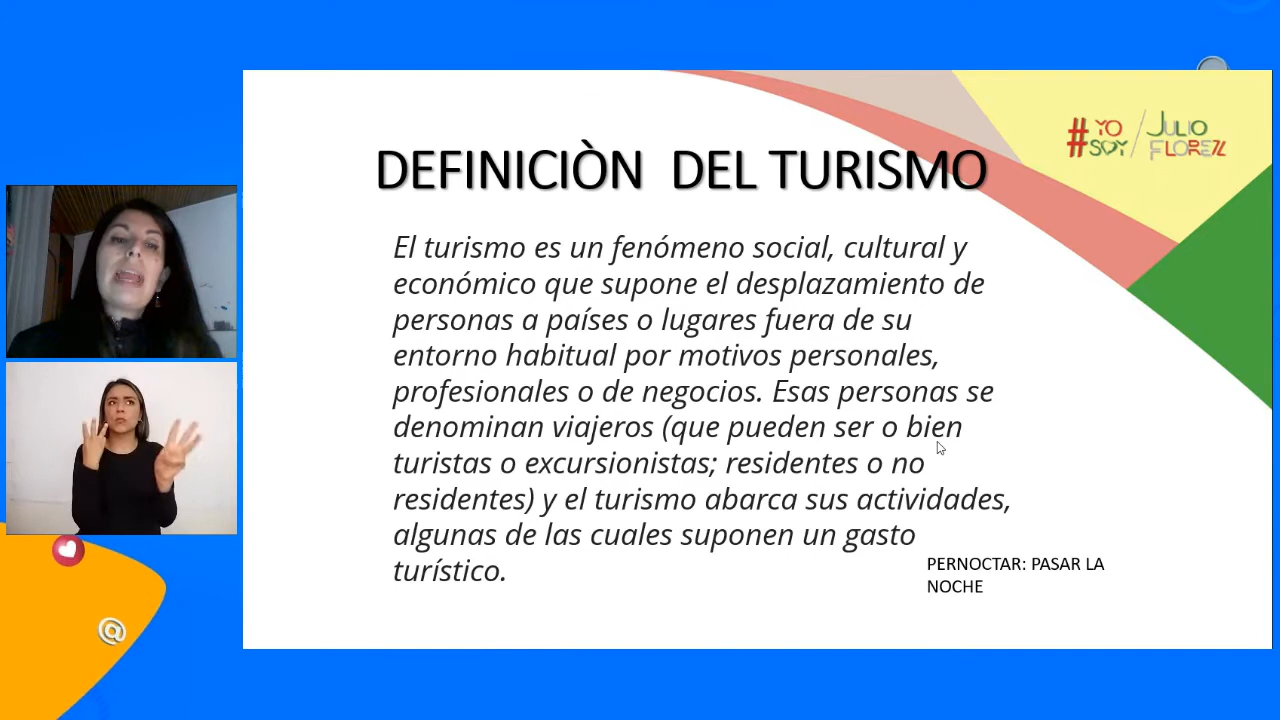 # YO SOY / JULIO FLOREZ
DEFINICIÒN DEL TURISMO
El turismo es un fenómeno social, cultural y
económico que supone el desplazamiento de
personas a países o lugares fuera de su
entorno habitual por motivos personales,
profesionales o de negocios. Esas personas se
denominan viajeros (que pueden ser o bien
turistas o excursionistas; residentes o no
residentes) y el turismo abarca sus actividades,
algunas de las cuales suponen un gasto
turístico.
PERNOCTAR: PASAR LA
NOCHE
@